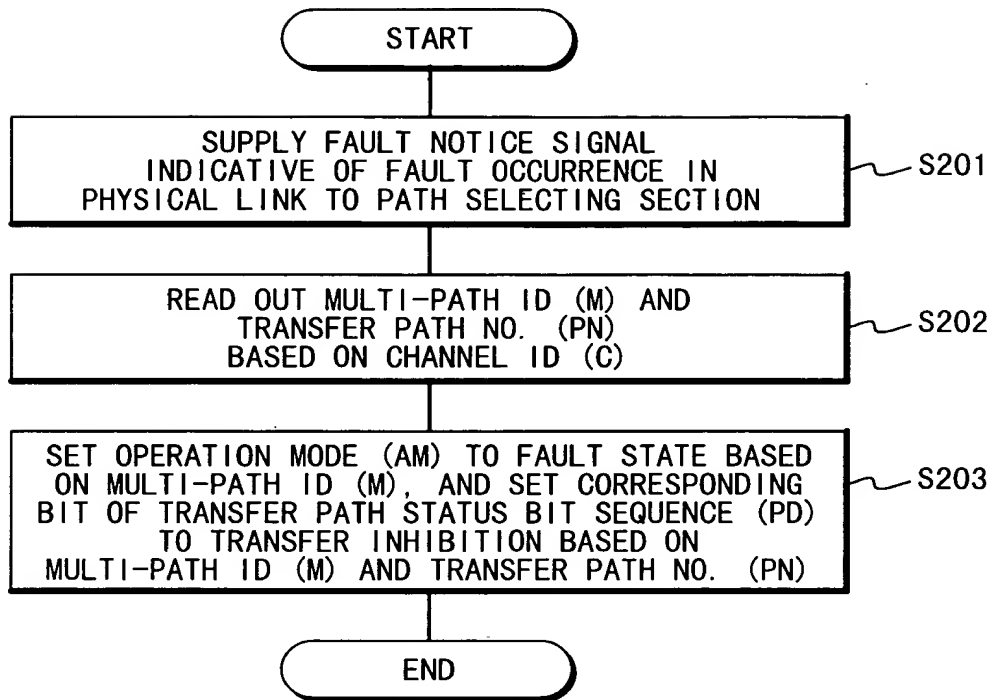 START
SUPPLY FAULT NOTICE SIGNAL
INDICATIVE OF FAULT OCCURRENCE IN
PHYSICAL LINK TO PATH SELECTING SECTION
S201
READ OUT MULTI-PATH ID (M) AND
TRANSFER PATH NO. (PN)
BASED ON CHANNEL ID (C)
S202
SET OPERATION MODE (AM) TO FAULT STATE BASED
ON MULTI-PATH ID (M), AND SET CORRESPONDING
BIT OF TRANSFER PATH STATUS BIT SEQUENCE (PD)
TO TRANSFER INHIBITION BASED ON
MULTI-PATH ID (M) AND TRANSFER PATH NO. (PN)
S203
END